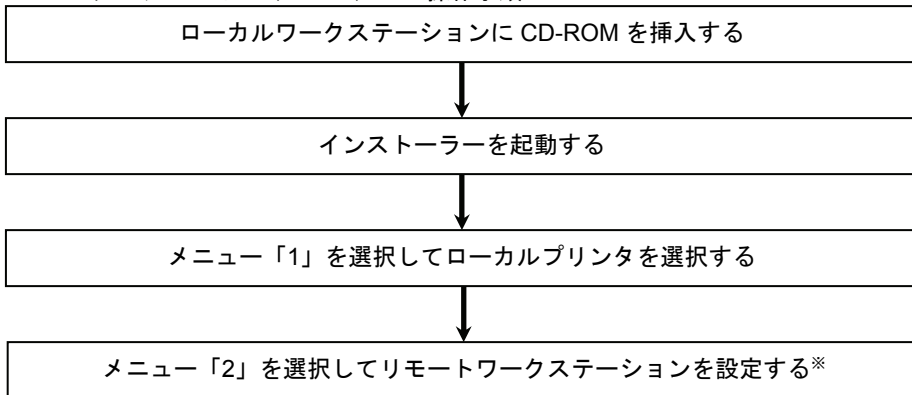 ローカルワークステーションに CD-ROM を挿入する
インストーラーを起動する
メニュー「1」を選択してローカルプリンタを選択する
メニュー「2」を選択してリモートワークステーションを設定する※